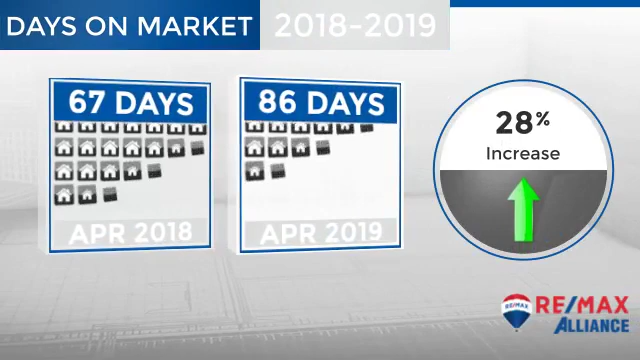 DAYS ON MARKET 2018-2019
67 DAYS
APR 2018
86 DAYS
APR 2019
28%
Increase
RE/MAX
RE/MAX
ALLIANCE